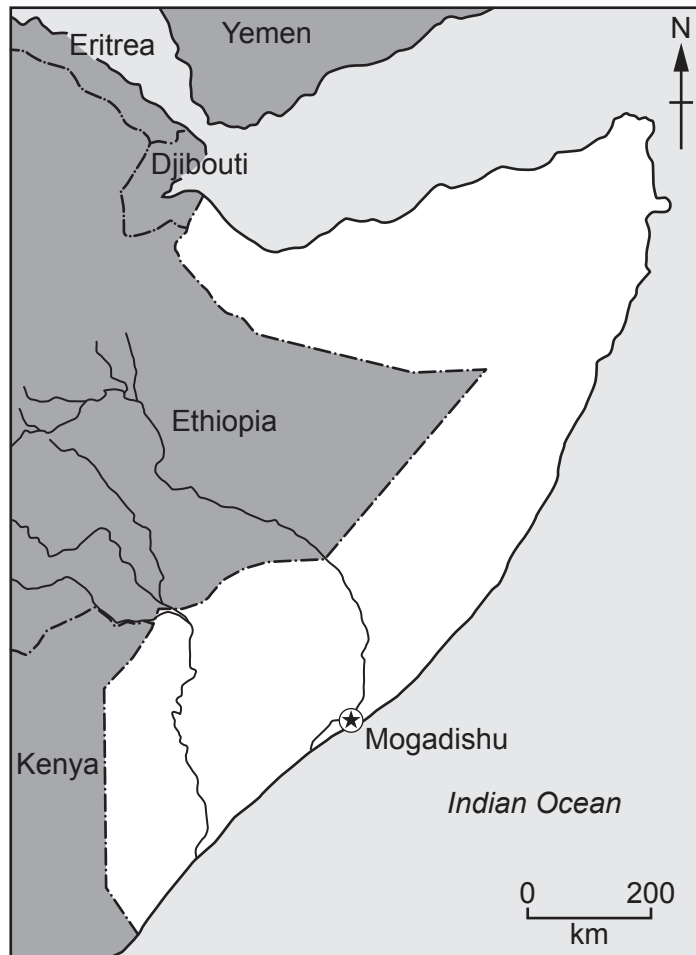 Yemen
Eritrea
N
Djibouti
Ethiopia
Mogadishu
Kenya
Indian Ocean
0 200
km